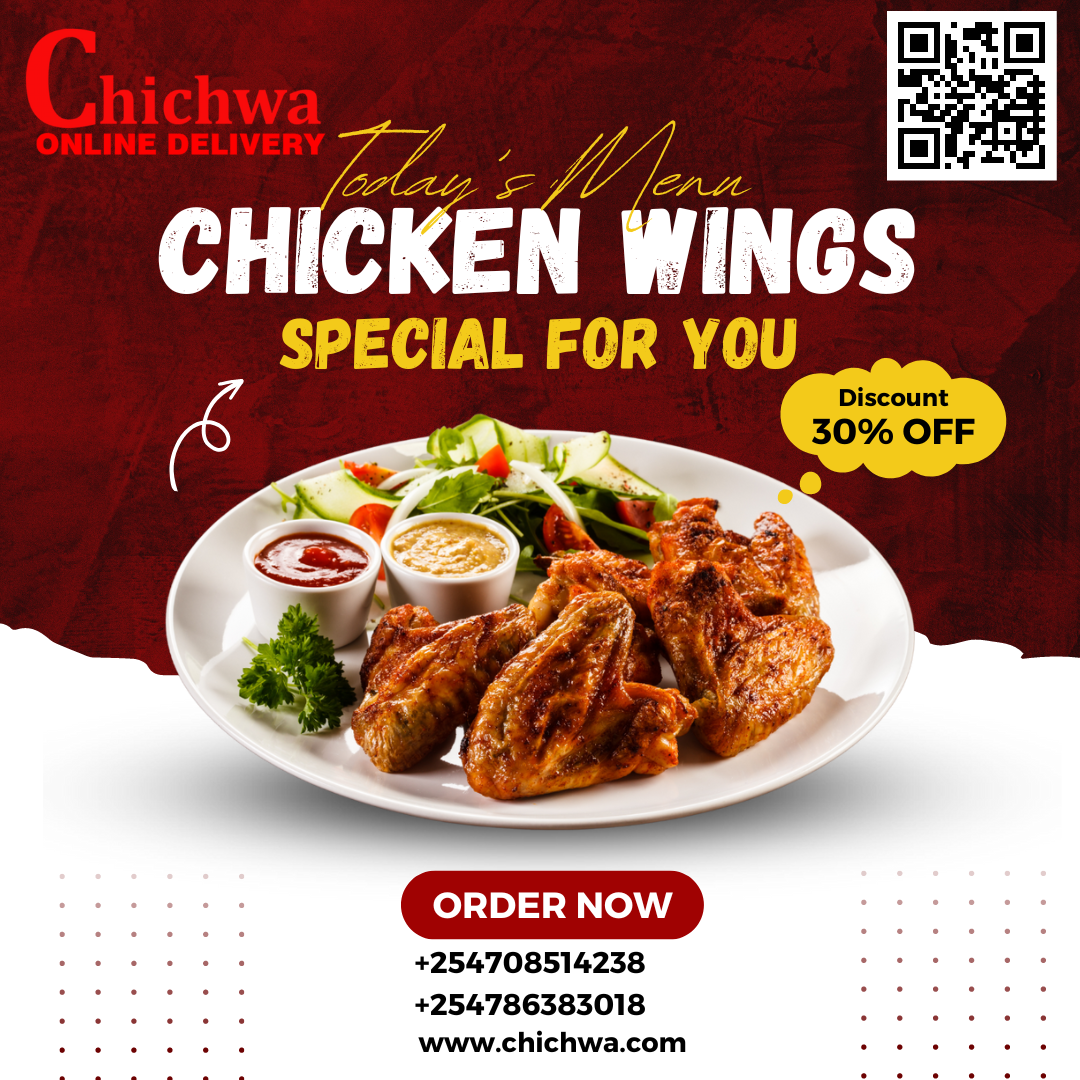 Chichwa
ONLINE DELIVERY
Today's Menu
CHICKEN WINGS
SPECIAL FOR YOU
Discount
30% OFF
ORDER NOW
+254708514238
+254786383018
www.chichwa.com